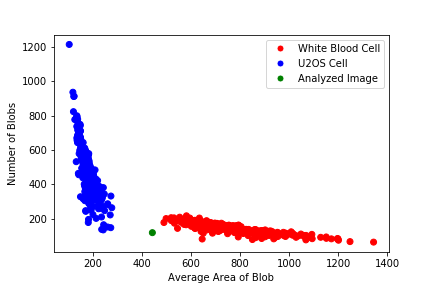 White Blood Cell
U2OS Cell
Analyzed Image
1200
1000
800
600
400
200
Number of Blobs
200 400 600 800 1000 1200 1400
Average Area of Blob